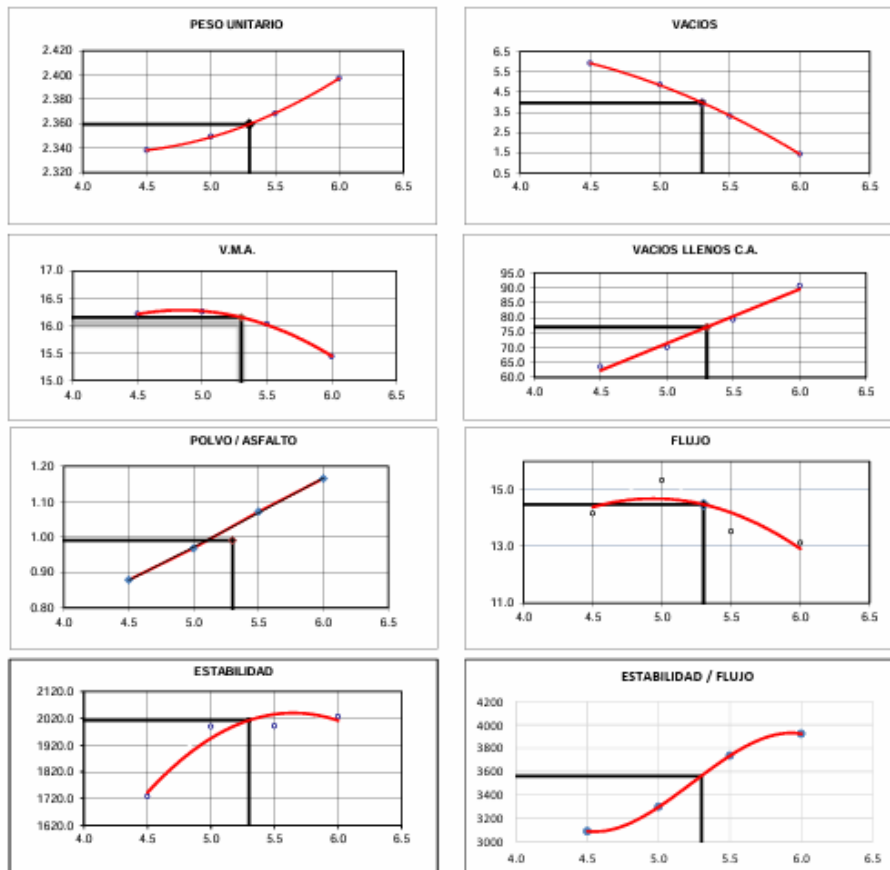 PESO UNITARIO
2.420
2.400
2.380
2.360
2.340
2.320
4.0 4.5 5.0 5.5 6.0 6.5
VACIOS
6.5
5.5
4.5
3.5
2.5
1.5
0.5
4.0 4.5 5.0 5.5 6.0 6.5
V.M.A.
17.0
16.5
16.0
15.5
15.0
4.0 4.5 5.0 5.5 6.0 6.5
VACIOS LLENOS C.A.
95.0
90.0
85.0
80.0
75.0
70.0
65.0
60.0
4.0 4.5 5.0 5.5 6.0 6.5
POLVO / ASFALTO
1.20
1.10
1.00
0.90
0.80
4.0 4.5 5.0 5.5 6.0 6.5
FLUJO
15.0
13.0
11.0
4.0 4.5 5.0 5.5 6.0 6.5
ESTABILIDAD
2120.0
2020.0
1920.0
1820.0
1720.0
1620.0
4.0 4.5 5.0 5.5 6.0 6.5
ESTABILIDAD / FLUJO
4200
4000
3800
3600
3400
3200
3000
4.0 4.5 5.0 5.5 6.0 6.5